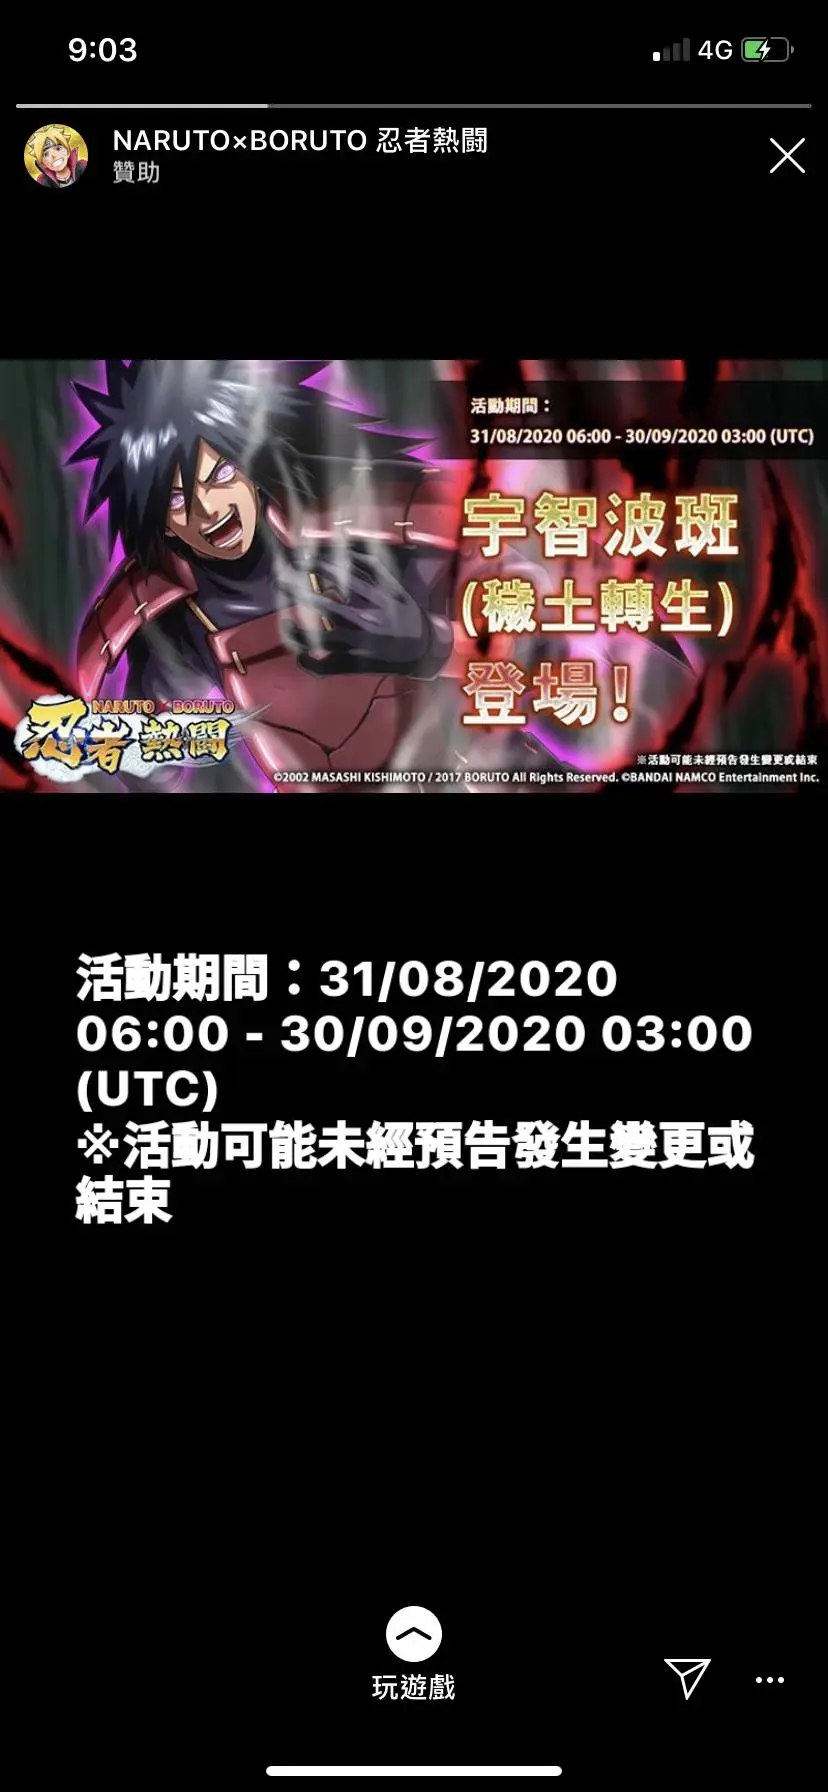 9:03
4G
NARUTO×BORUTO 忍者熱鬪
贊助
活動期間：
31/08/2020 06:00 - 30/09/2020 03:00 (UTC)
宇智波斑
(穢土轉生)
登場！
NARUTO × BORUTO
忍者熱鬪
※活動可能未經預告發生變更或結束
©2002 MASASHI KISHIMOTO / 2017 BORUTO All Rights Reserved. ©BANDAI NAMCO Entertainment Inc.
活動期間：31/08/2020
06:00 - 30/09/2020 03:00
(UTC)
※活動可能未經預告發生變更或
結束
玩遊戲